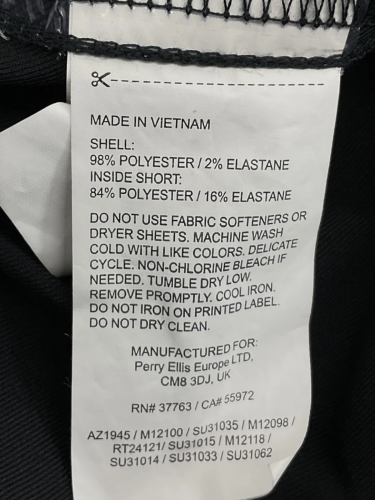 MADE IN VIETNAM
SHELL:
98% POLYESTER / 2% ELASTANE
INSIDE SHORT:
84% POLYESTER / 16% ELASTANE
DO NOT USE FABRIC SOFTENERS OR
DRYER SHEETS. MACHINE WASH
COLD WITH LIKE COLORS. DELICATE
CYCLE. NON-CHLORINE BLEACH IF
NEEDED. TUMBLE DRY LOW.
REMOVE PROMPTLY. COOL IRON.
DO NOT IRON ON PRINTED LABEL.
DO NOT DRY CLEAN.
MANUFACTURED FOR:
Perry Ellis Europe LTD,
CM8 3DJ, UK
RN# 37763 / CA# 55972
AZ1945 / M12100 / SU31035 / M12098 /
RT24121/ SU31015 / M12118 /
SU31014 / SU31033 / SU31062